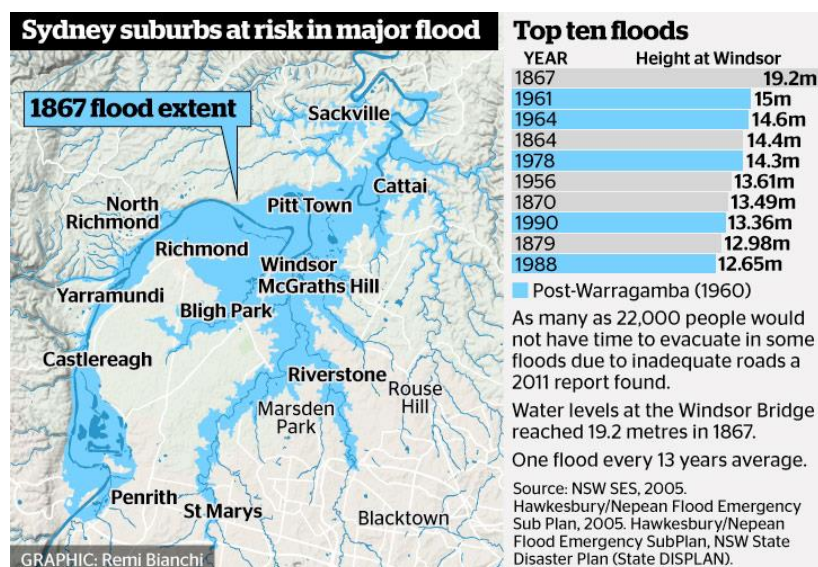 Sydney suburbs at risk in major flood
1867 flood extent
Sackville
Cattai
North
Richmond
Pitt Town
Richmond
Windsor
McGraths Hill
Yarramundi
Bligh Park
Castlereagh
Riverstone
Rouse
Hill
Marsden
Park
Penrith
St Marys
Blacktown
GRAPHIC: Remi Bianchi
Top ten floods
YEAR Height at Windsor
1867 19.2m
1961 15m
1964 14.6m
1864 14.4m
1978 14.3m
1956 13.61m
1870 13.49m
1990 13.36m
1879 12.98m
1988 12.65m
Post-Warragamba (1960)
As many as 22,000 people would
not have time to evacuate in some
floods due to inadequate roads a
2011 report found.
Water levels at the Windsor Bridge
reached 19.2 metres in 1867.
One flood every 13 years average.
Source: NSW SES, 2005.
Hawkesbury/Nepean Flood Emergency
Sub Plan, 2005. Hawkesbury/Nepean
Flood Emergency SubPlan, NSW State
Disaster Plan (State DISPLAN).